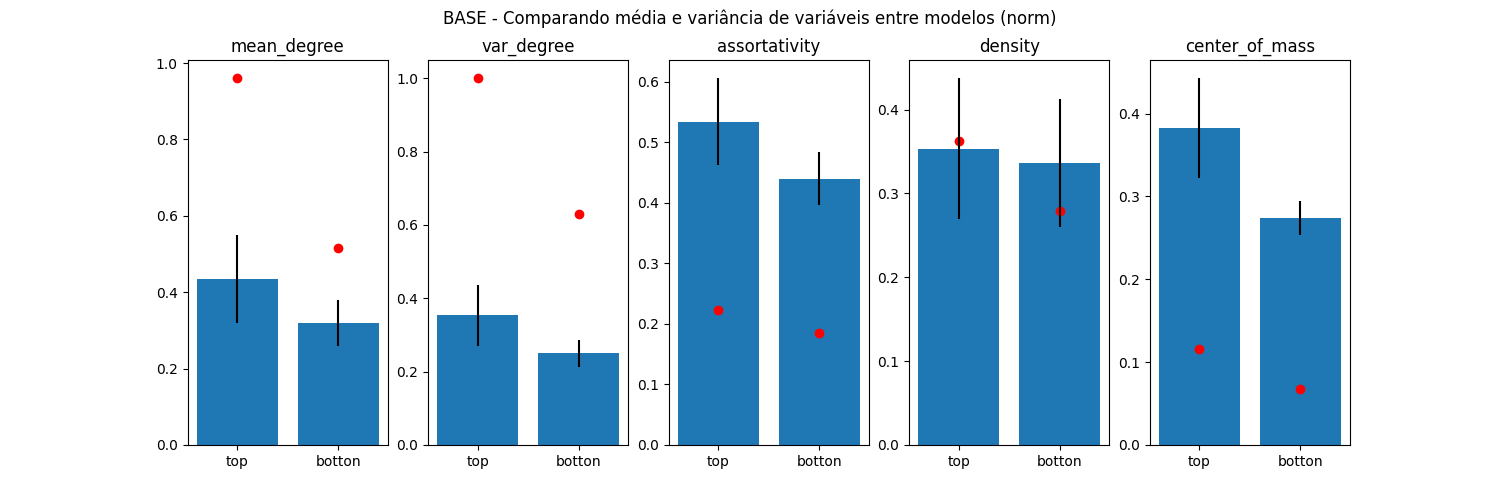 BASE - Comparando média e variância de variáveis entre modelos (norm)
mean_degree
var_degree
assortativity
density
center_of_mass
1.0
0.8
0.6
0.4
0.2
0.0
top
botton
1.0
0.8
0.6
0.4
0.2
0.0
top
botton
0.6
0.5
0.4
0.3
0.2
0.1
0.0
top
botton
0.4
0.3
0.2
0.1
0.0
top
botton
0.4
0.3
0.2
0.1
0.0
top
botton